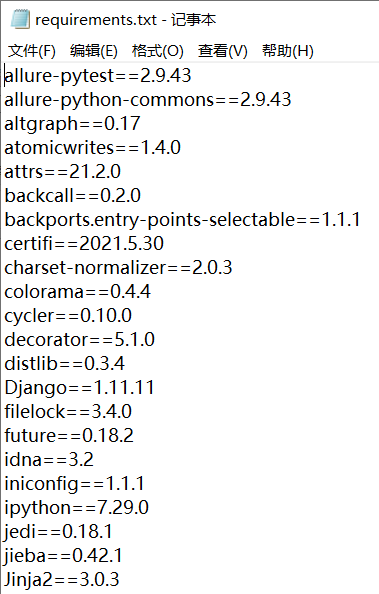 requirements.txt - 记事本
文件(F) 编辑(E) 格式(O) 查看(V) 帮助(H)
allure-pytest==2.9.43
allure-python-commons==2.9.43
altgraph==0.17
atomicwrites==1.4.0
attrs==21.2.0
backcall==0.2.0
backports.entry-points-selectable==1.1.1
certifi==2021.5.30
charset-normalizer==2.0.3
colorama==0.4.4
cycler==0.10.0
decorator==5.1.0
distlib==0.3.4
Django==1.11.11
filelock==3.4.0
future==0.18.2
idna==3.2
iniconfig==1.1.1
ipython==7.29.0
jedi==0.18.1
jieba==0.42.1
Jinja2==3.0.3